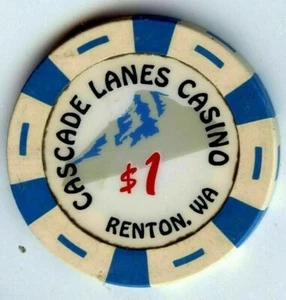 CASCADE LANES CASINO
$1
RENTON, WA